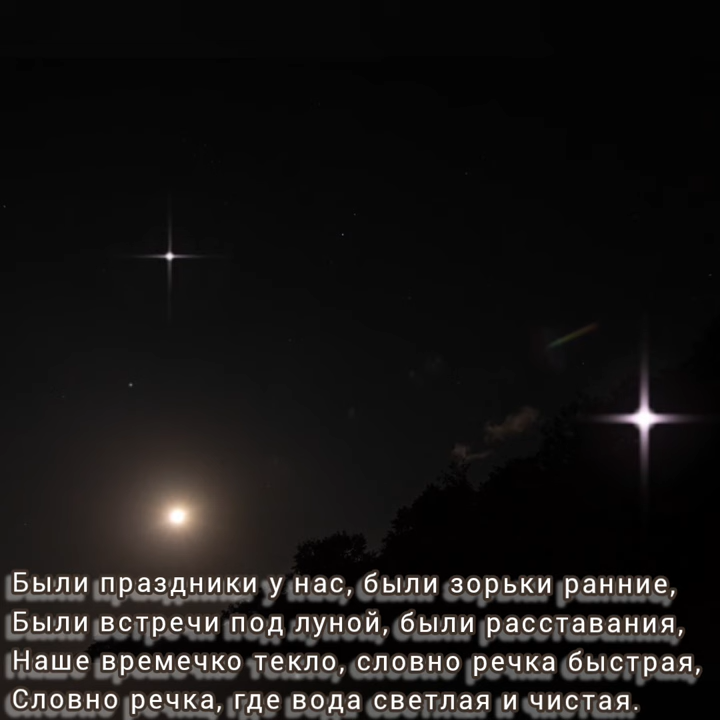 Были праздники у нас, были зорьки ранние,
Были встречи под луной, были расставания,
Наше времечко текло, словно речка быстрая,
Словно речка, где вода светлая и чистая.